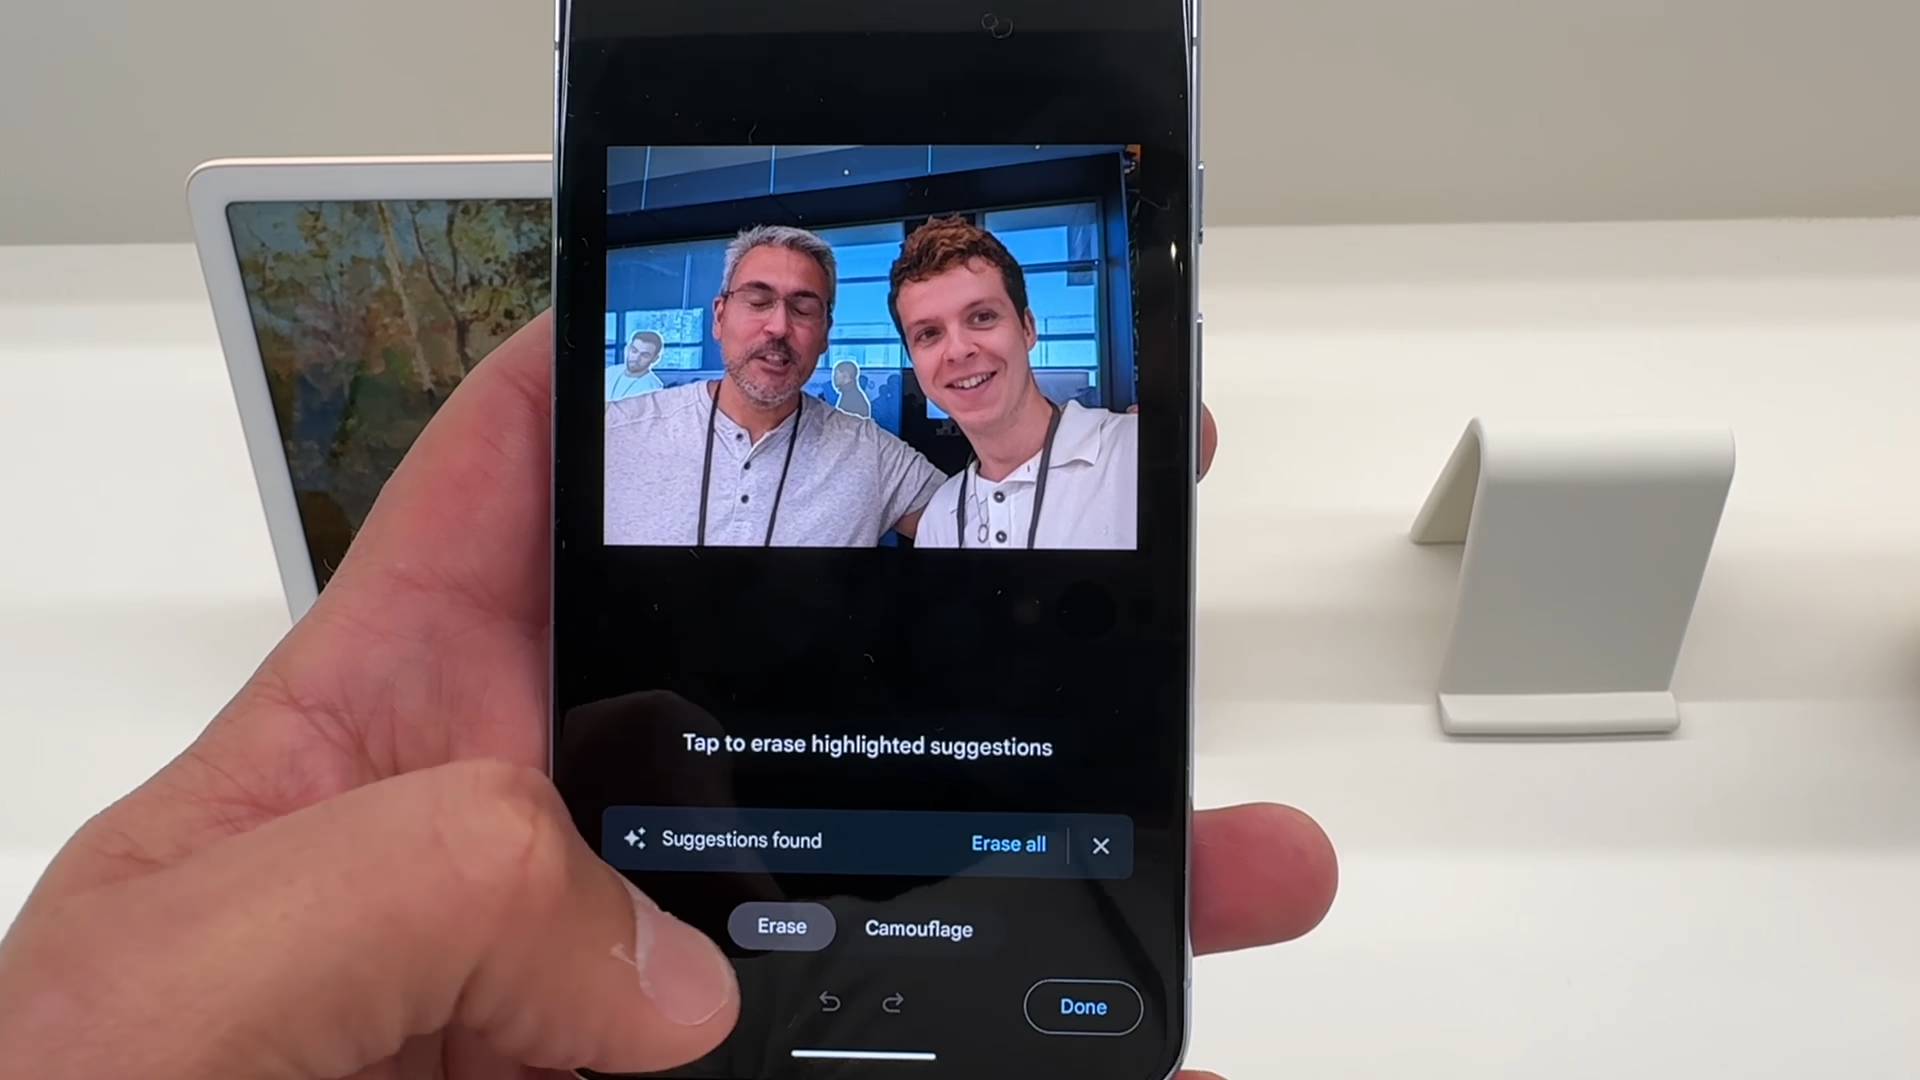 Tap to erase highlighted suggestions
Suggestions found
Erase all
Erase
Camouflage
Done